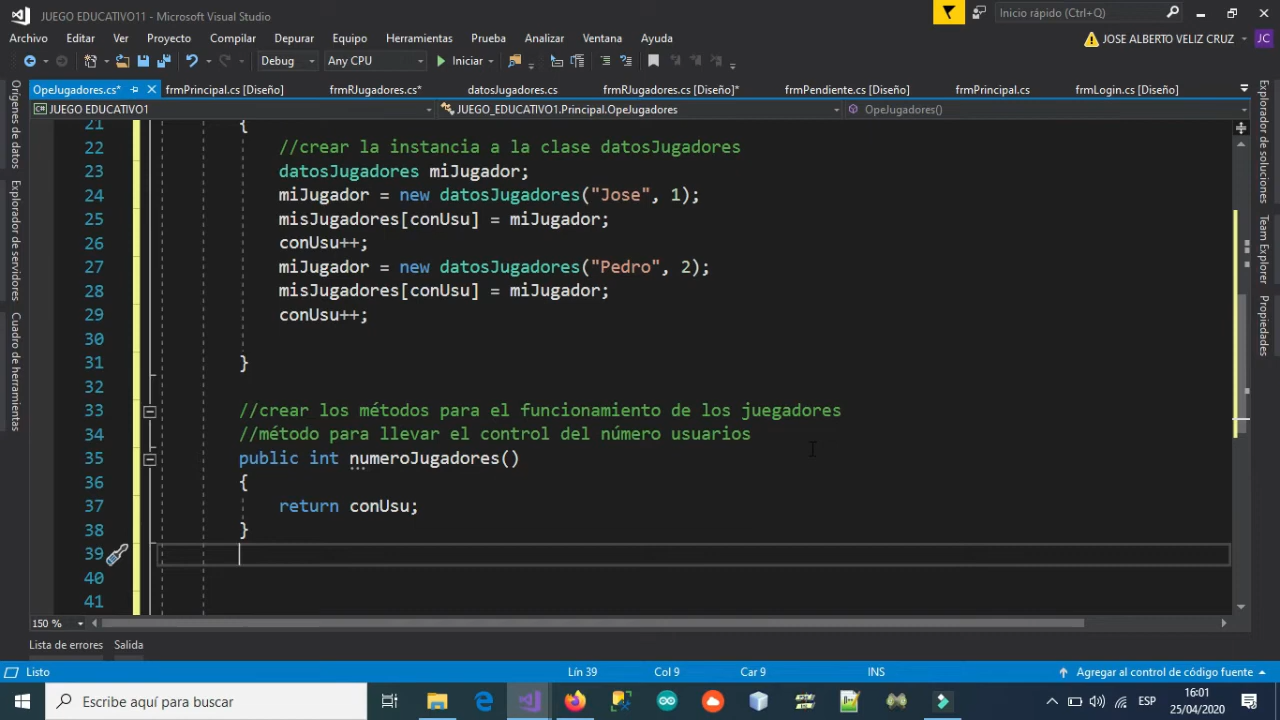 JUEGO EDUCATIVO11 - Microsoft Visual Studio
Inicio rápido (Ctrl+Q)
Archivo Editar Ver Proyecto Compilar Depurar Equipo Herramientas Prueba Analizar Ventana Ayuda
JOSE ALBERTO VELIZ CRUZ JC
Debug Any CPU Iniciar
OpeJugadores.cs* frmPrincipal.cs [Diseño] frmRJugadores.cs* datosJugadores.cs frmRJugadores.cs [Diseño]* frmPendiente.cs [Diseño] frmPrincipal.cs frmLogin.cs [Diseño]
JUEGO EDUCATIVO1 JUEGO_EDUCATIVO1.Principal.OpeJugadores OpeJugadores()
Orígenes de datos
Explorador de servidores
Cuadro de herramientas
21 {
22 //crear la instancia a la clase datosJugadores
23 datosJugadores miJugador;
24 miJugador = new datosJugadores("Jose", 1);
25 misJugadores[conUsu] = miJugador;
26 conUsu++;
27 miJugador = new datosJugadores("Pedro", 2);
28 misJugadores[conUsu] = miJugador;
29 conUsu++;
30
31 }
32
33 //crear los métodos para el funcionamiento de los juegadores
34 //método para llevar el control del número usuarios
35 public int numeroJugadores()
36 {
37 return conUsu;
38 }
39
40
41
Explorador de soluciones
Team Explorer
Propiedades
150 %
Lista de errores Salida
Listo Lín 39 Col 9 Car 9 INS Agregar al control de código fuente
Escribe aquí para buscar
ESP
16:01
25/04/2020